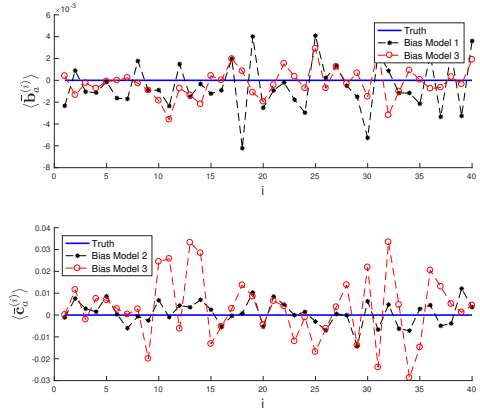 ×10⁻³
6
4
2
0
-2
-4
-6
-8
0 5 10 15 20 25 30 35 40
i
⟨b̄ₐ⁽ⁱ⁾⟩
Truth
Bias Model 1
Bias Model 3
0.04
0.03
0.02
0.01
0
-0.01
-0.02
-0.03
0 5 10 15 20 25 30 35 40
i
⟨c̄ₐ⁽ⁱ⁾⟩
Truth
Bias Model 2
Bias Model 3